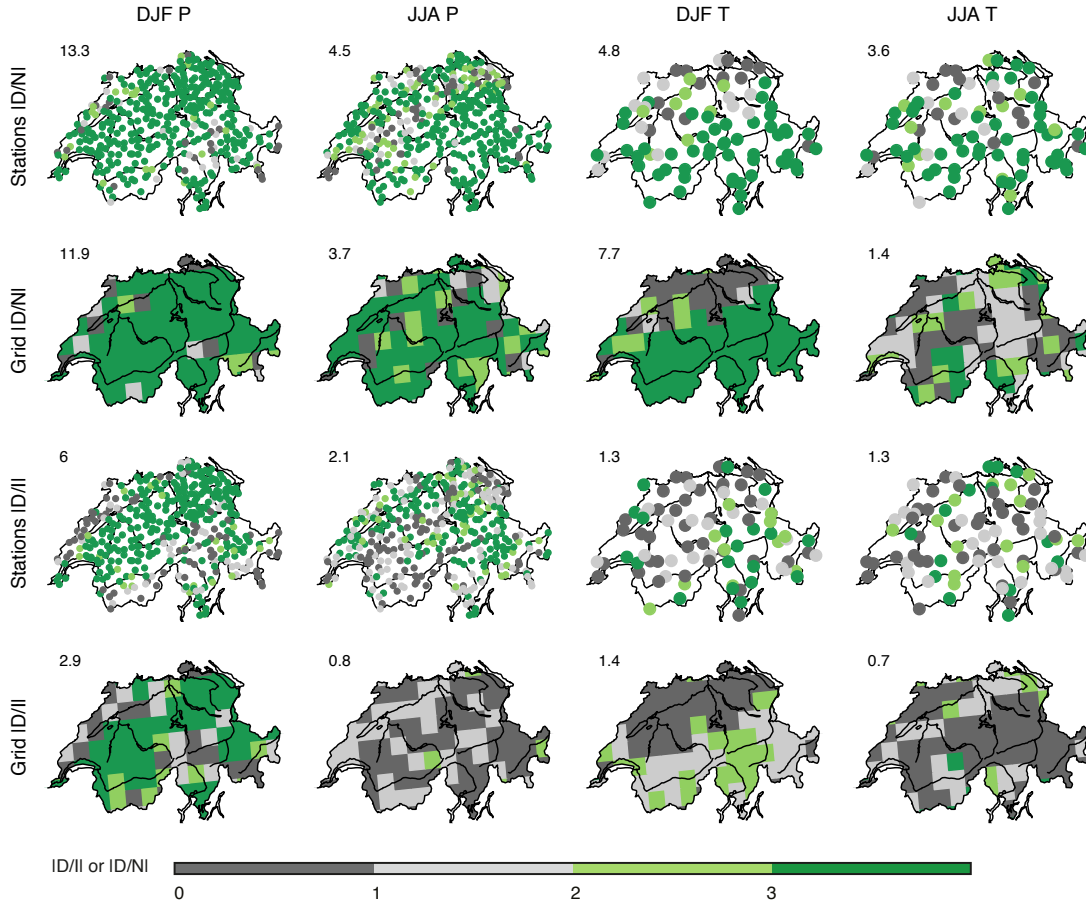 DJF P JJA P DJF T JJA T
Stations ID/NI
13.3 4.5 4.8 3.6
Grid ID/NI
11.9 3.7 7.7 1.4
Stations ID/II
6 2.1 1.3 1.3
Grid ID/II
2.9 0.8 1.4 0.7
ID/II or ID/NI
0 1 2 3